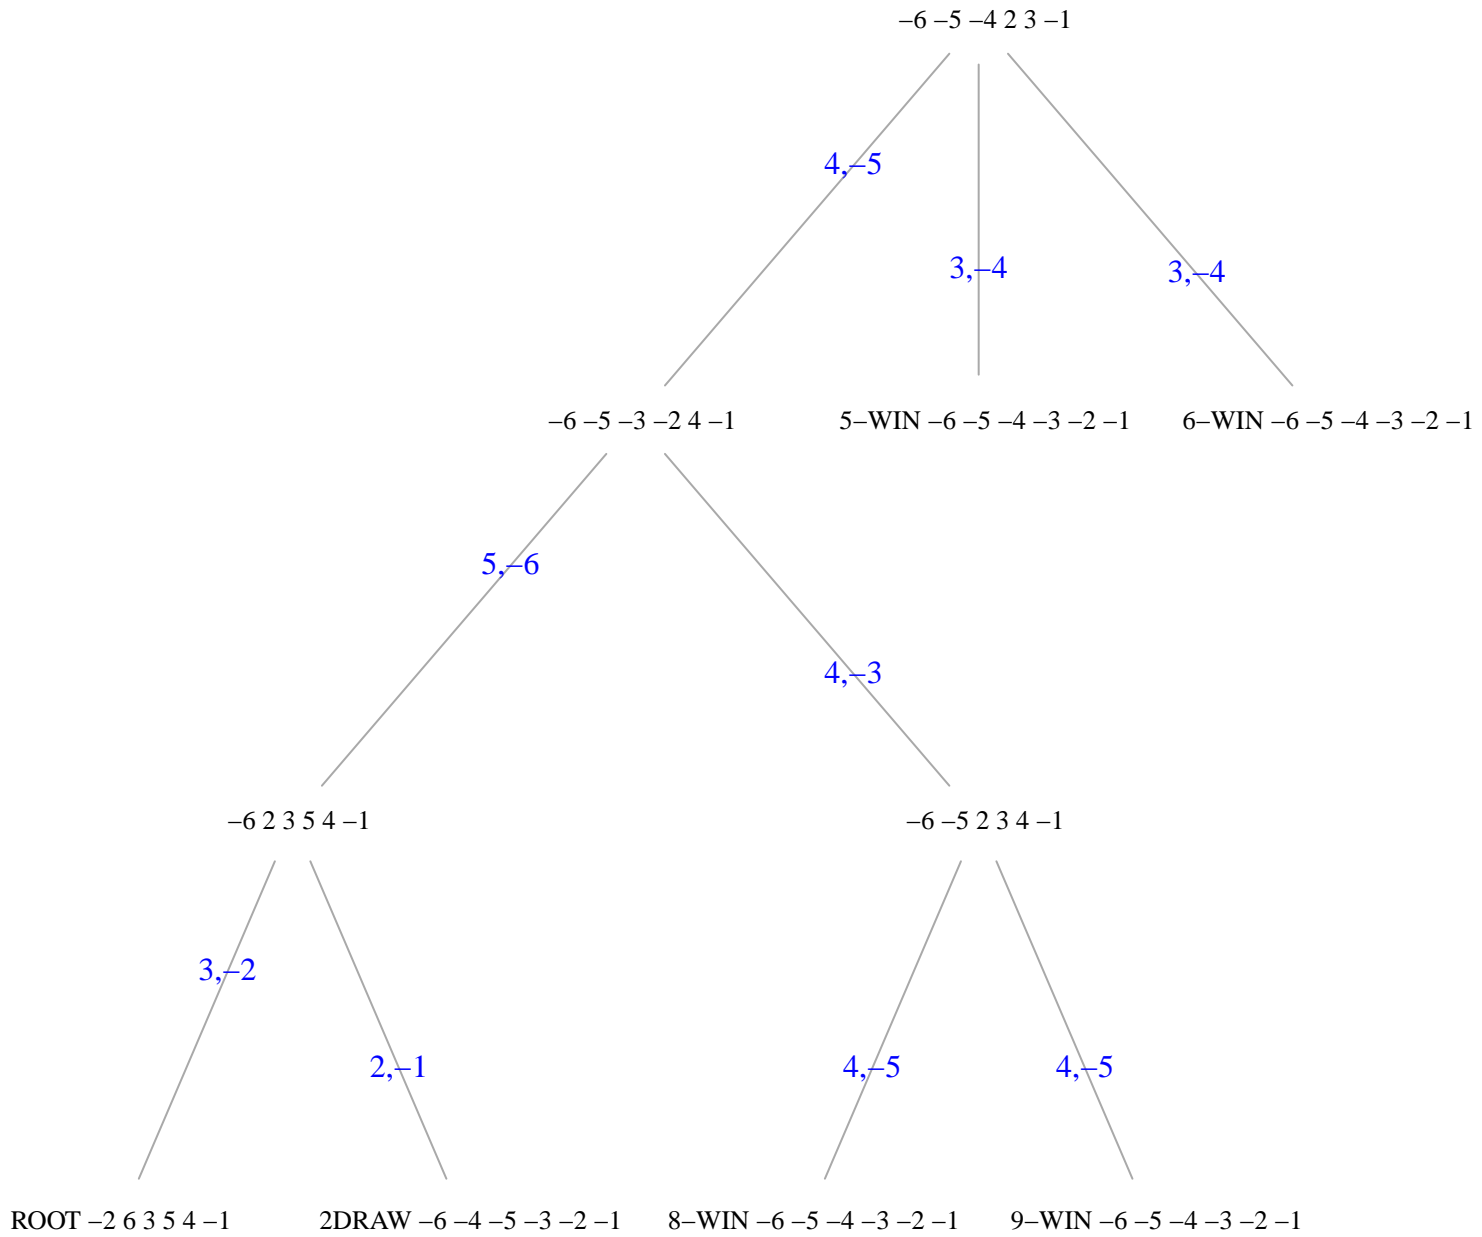 –6 –5 –4 2 3 –1
4,–5
3,–4
3,–4
–6 –5 –3 –2 4 –1
5–WIN –6 –5 –4 –3 –2 –1
6–WIN –6 –5 –4 –3 –2 –1
5,–6
4,–3
–6 2 3 5 4 –1
–6 –5 2 3 4 –1
3,–2
2,–1
4,–5
4,–5
ROOT –2 6 3 5 4 –1
2DRAW –6 –4 –5 –3 –2 –1
8–WIN –6 –5 –4 –3 –2 –1
9–WIN –6 –5 –4 –3 –2 –1